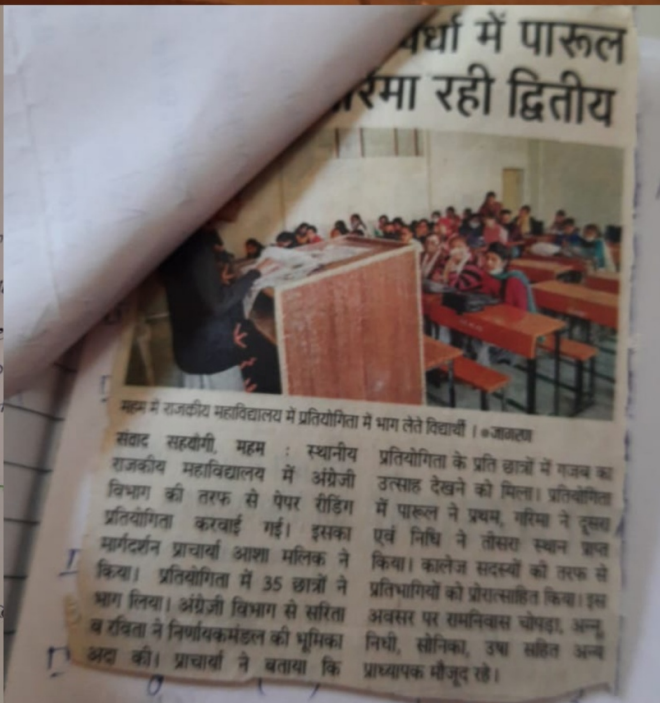 में पारूल
रही द्वितीय
महम में राजकीय महाविद्यालय में प्रतियोगिता में भाग लेते विद्यार्थी । ● जागरण
संवाद सहयोगी, महम : स्थानीय
राजकीय महाविद्यालय में अंग्रेजी
विभाग की तरफ से पेपर रीडिंग
प्रतियोगिता करवाई गई। इसका
मार्गदर्शन प्राचार्या आशा मलिक ने
किया। प्रतियोगिता में 35 छात्रों ने
भाग लिया। अंग्रेजी विभाग से सरिता
व रविता ने निर्णायकमंडल की भूमिका
अदा की। प्राचार्या ने बताया कि
प्रतियोगिता के प्रति छात्रों में गजब का
उत्साह देखने को मिला। प्रतियोगिता
में पारूल ने प्रथम, गरिमा ने दूसरा
एवं निधि ने तीसरा स्थान प्राप्त
किया। कालेज सदस्यों की तरफ से
प्रतिभागियों को प्रोत्साहित किया। इस
अवसर पर रामनिवास चोपड़ा, अन्नू,
निधी, सोनिका, उषा सहित अन्य
प्राध्यापक मौजूद रहे।